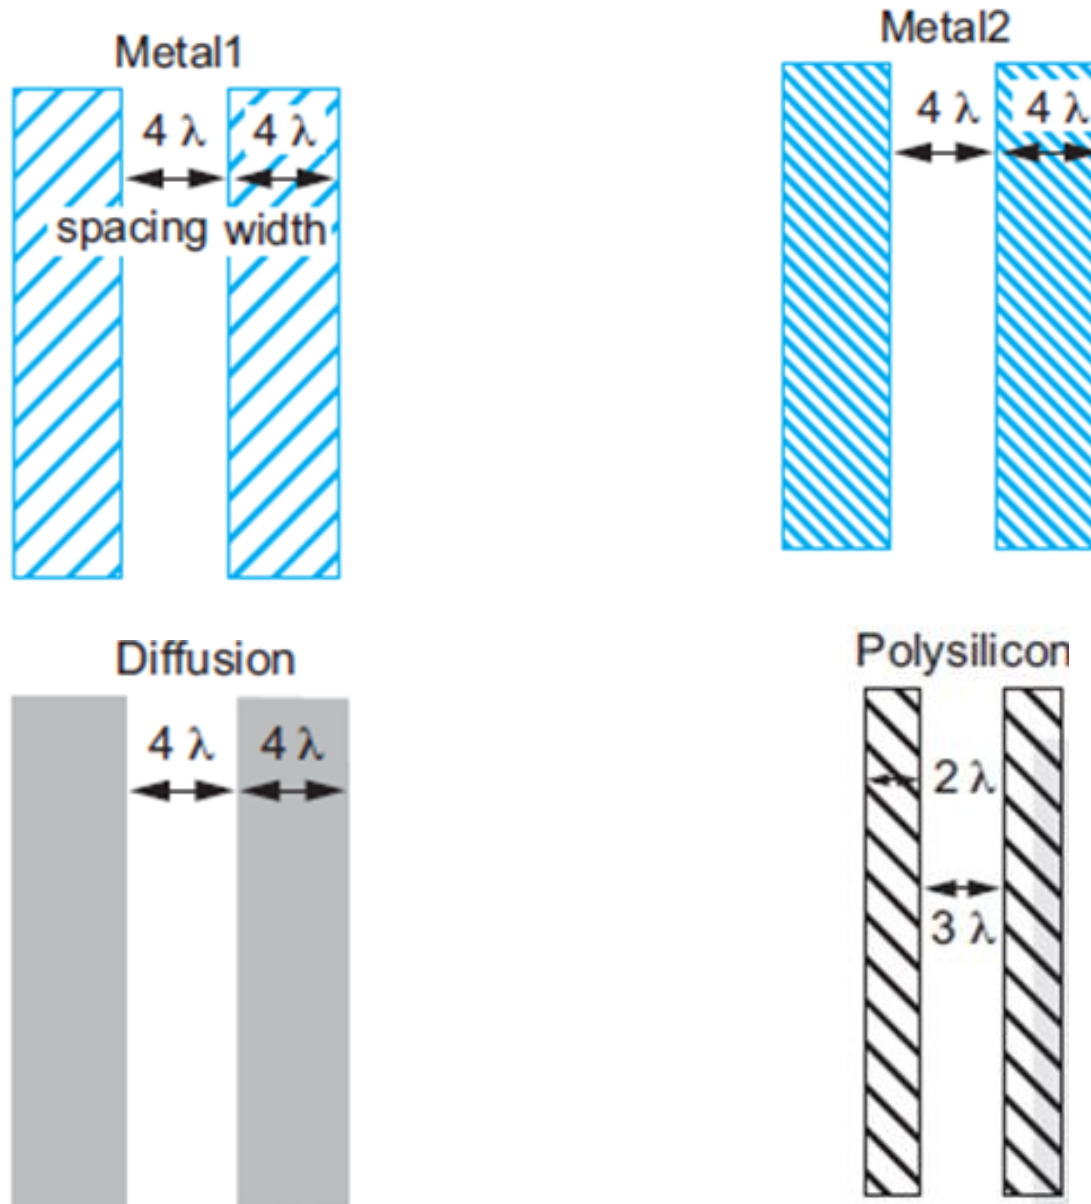 Metal1
4 λ 4 λ
spacing width
Metal2
4 λ 4 λ
Diffusion
4 λ 4 λ
Polysilicon
2 λ
3 λ